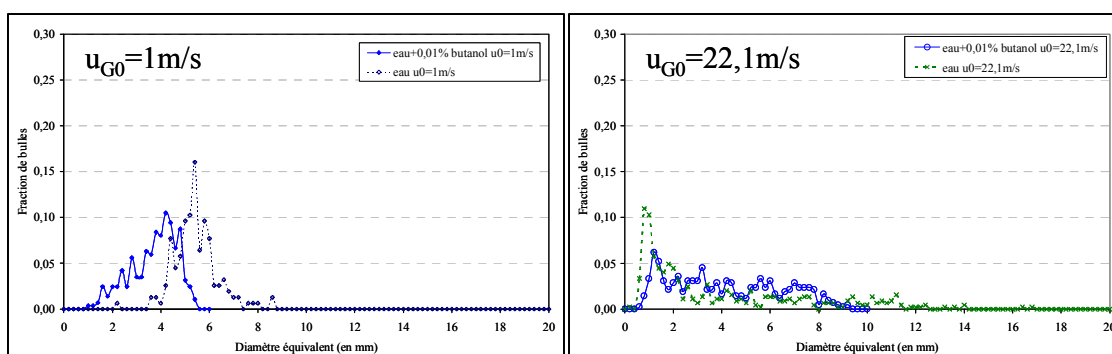 u_G0=1m/s
eau+0,01% butanol u0=1m/s
eau u0=1m/s
Fraction de bulles
0,30
0,25
0,20
0,15
0,10
0,05
0,00
0 2 4 6 8 10 12 14 16 18 20
Diamètre équivalent (en mm)
u_G0=22,1m/s
eau+0,01% butanol u0=22,1m/s
eau u0=22,1m/s
Fraction de bulles
0,30
0,25
0,20
0,15
0,10
0,05
0,00
0 2 4 6 8 10 12 14 16 18 20
Diamètre équivalent (en mm)